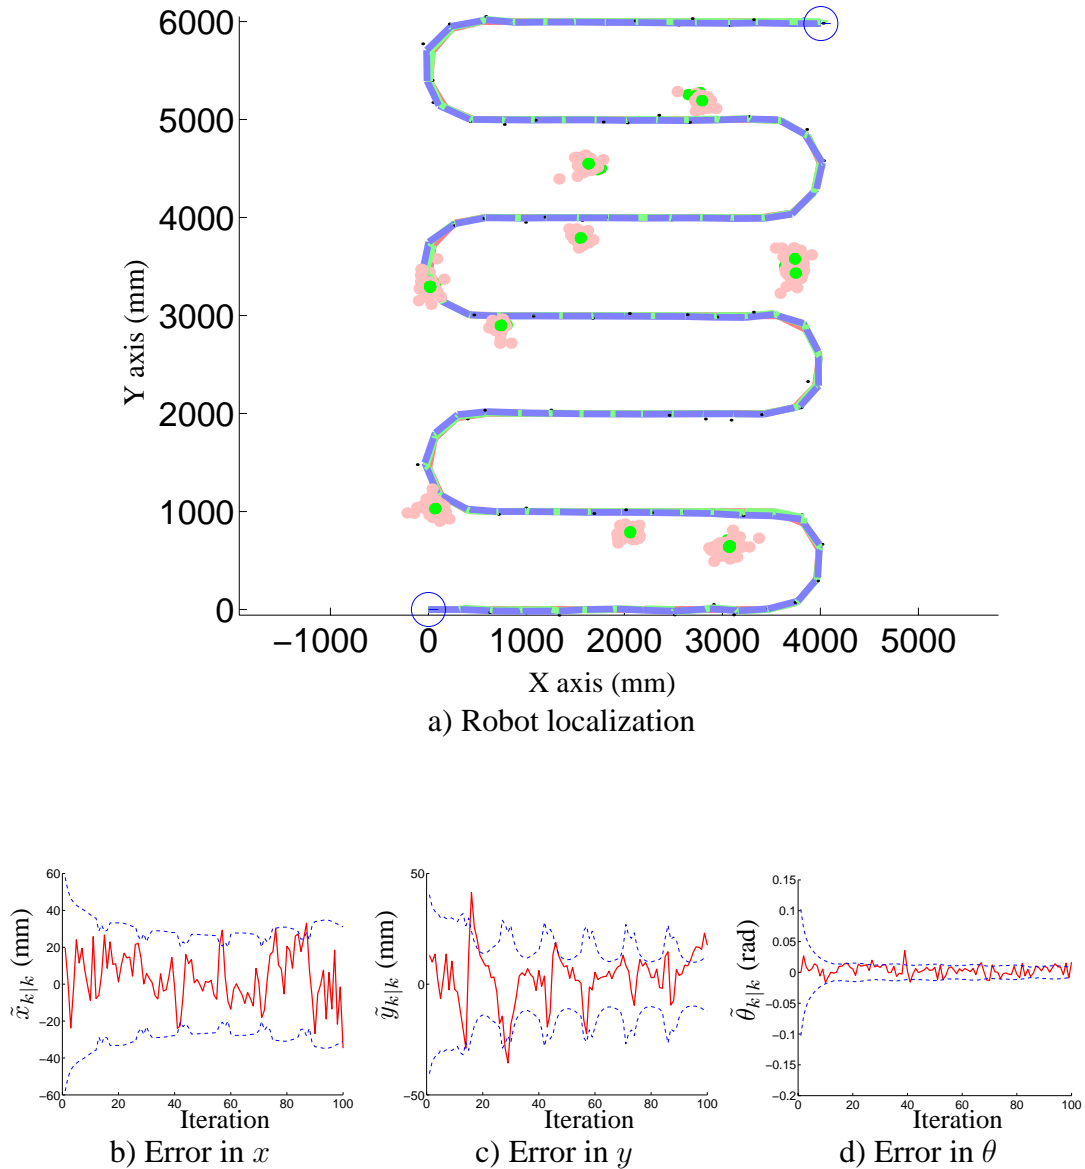 6000
5000
4000
3000
2000
1000
0
Y axis (mm)
−1000 0 1000 2000 3000 4000 5000
X axis (mm)
a) Robot localization
60
40
20
0
−20
−40
−60
x̃k|k (mm)
0 20 40 60 80 100
Iteration
b) Error in x
50
0
−50
ỹk|k (mm)
0 20 40 60 80 100
Iteration
c) Error in y
0.15
0.1
0.05
0
−0.05
−0.1
−0.15
−0.2
θ̃k|k (rad)
0 20 40 60 80 100
Iteration
d) Error in θ